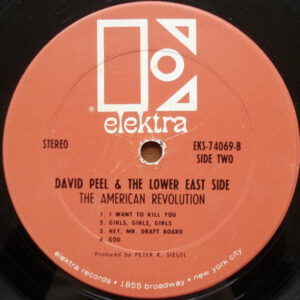 ®
elektra
STEREO
EKS-74069-B
SIDE TWO
DAVID PEEL & THE LOWER EAST SIDE
THE AMERICAN REVOLUTION
1. I WANT TO KILL YOU
2. GIRLS, GIRLS, GIRLS
3. HEY, MR. DRAFT BOARD
4 GOD
Produced by PETER K. SIEGEL
elektra records • 1855 broadway • new york city